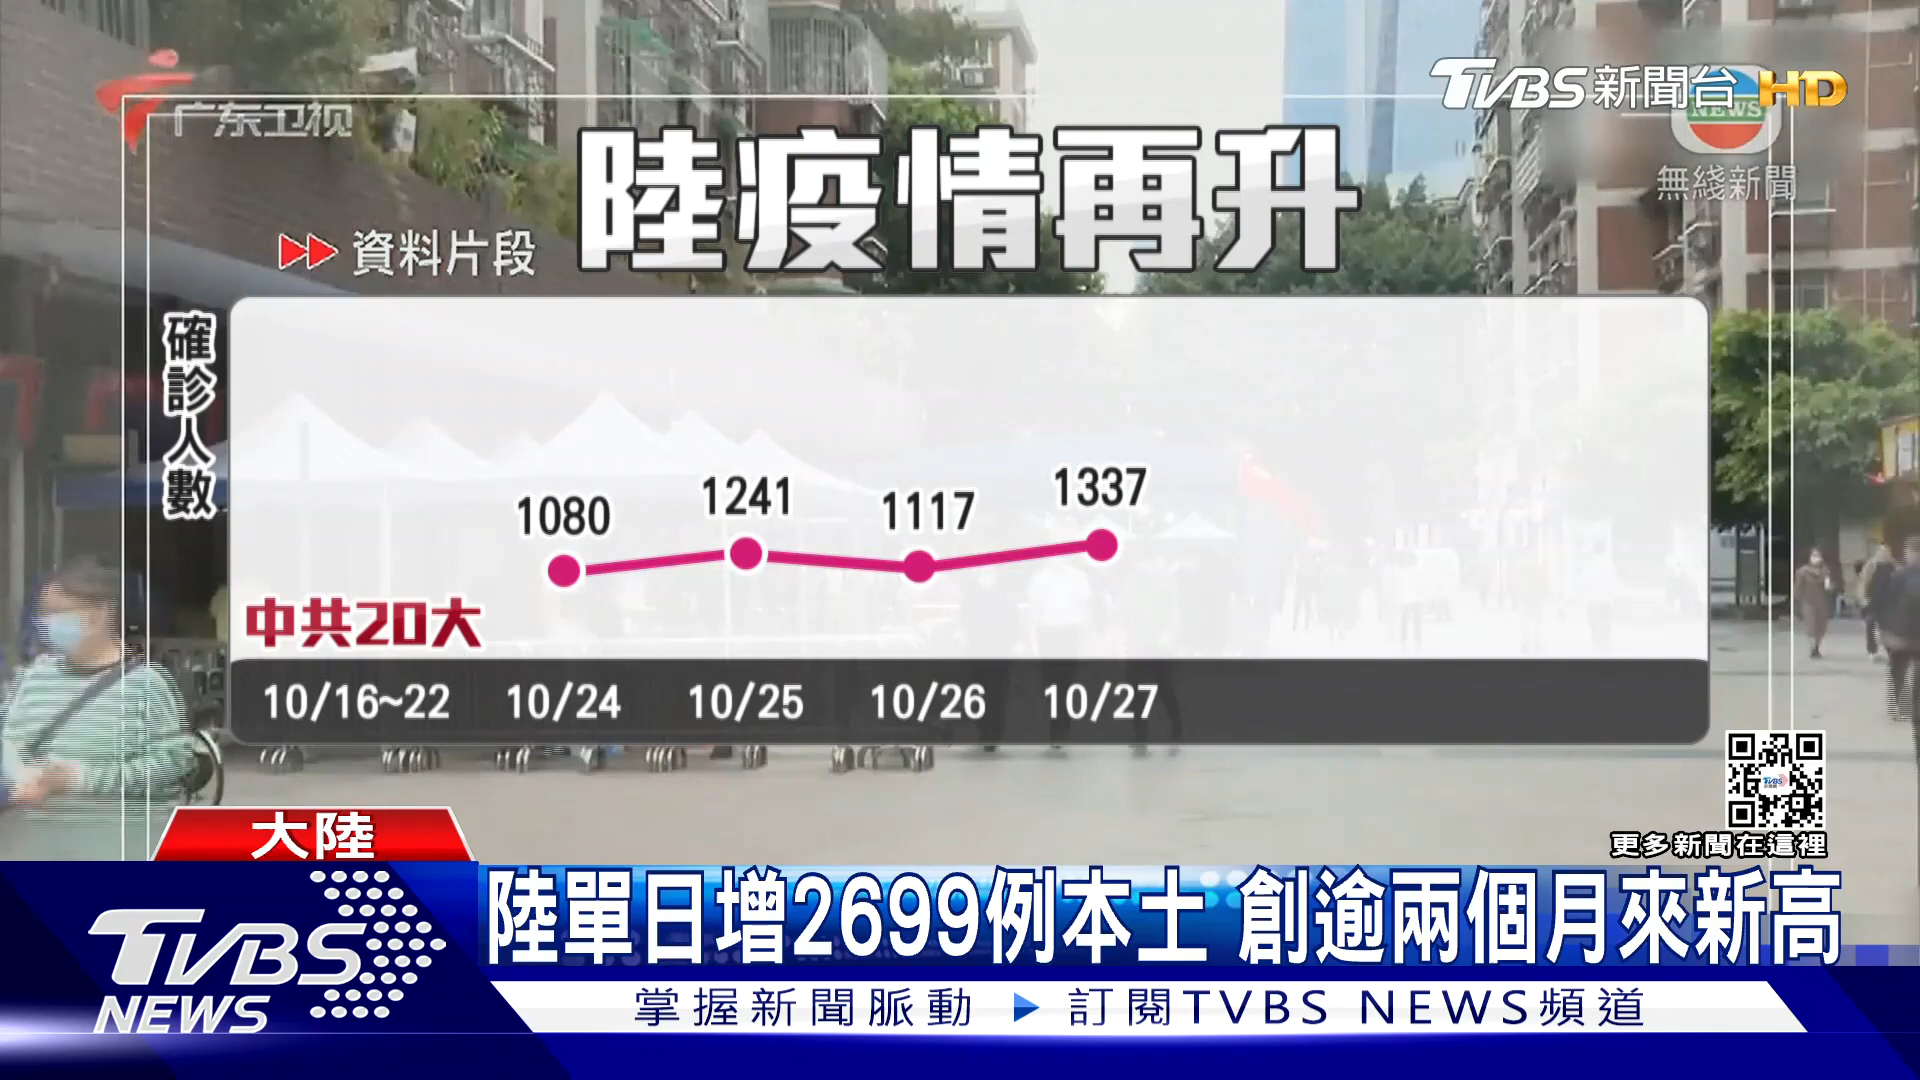 广东卫视
TVBS新聞台 HD
NEWS
無綫新聞
陸疫情再升
資料片段
確診人數
1080
1241
1117
1337
中共20大
10/16~22
10/24
10/25
10/26
10/27
TVBS
更多新聞在這裡
大陸
陸單日增2699例本土 創逾兩個月來新高
TVBS
NEWS
掌握新聞脈動 訂閱TVBS NEWS頻道